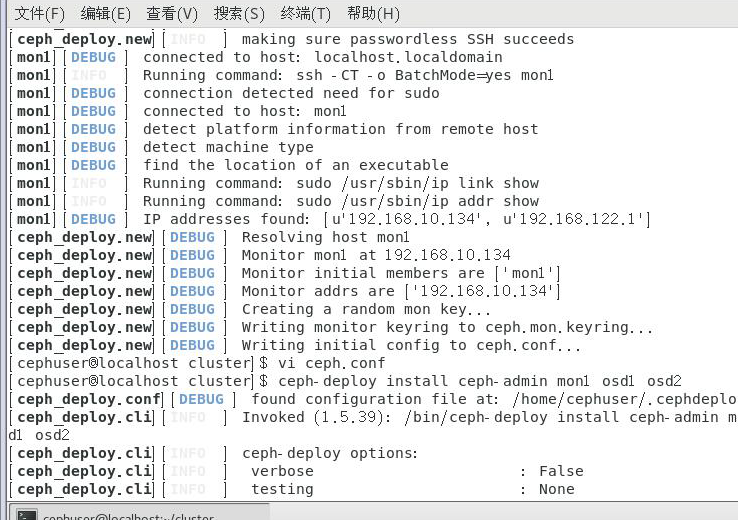 文件(F) 编辑(E) 查看(V) 搜索(S) 终端(T) 帮助(H)
[ceph_deploy.new][INFO  ] making sure passwordless SSH succeeds
[mon1][DEBUG ] connected to host: localhost.localdomain
[mon1][INFO  ] Running command: ssh -CT -o BatchMode=yes mon1
[mon1][DEBUG ] connection detected need for sudo
[mon1][DEBUG ] connected to host: mon1
[mon1][DEBUG ] detect platform information from remote host
[mon1][DEBUG ] detect machine type
[mon1][DEBUG ] find the location of an executable
[mon1][INFO  ] Running command: sudo /usr/sbin/ip link show
[mon1][INFO  ] Running command: sudo /usr/sbin/ip addr show
[mon1][DEBUG ] IP addresses found: [u'192.168.10.134', u'192.168.122.1']
[ceph_deploy.new][DEBUG ] Resolving host mon1
[ceph_deploy.new][DEBUG ] Monitor mon1 at 192.168.10.134
[ceph_deploy.new][DEBUG ] Monitor initial members are ['mon1']
[ceph_deploy.new][DEBUG ] Monitor addrs are ['192.168.10.134']
[ceph_deploy.new][DEBUG ] Creating a random mon key...
[ceph_deploy.new][DEBUG ] Writing monitor keyring to ceph.mon.keyring...
[ceph_deploy.new][DEBUG ] Writing initial config to ceph.conf...
[cephuser@localhost cluster]$ vi ceph.conf
[cephuser@localhost cluster]$ ceph-deploy install ceph-admin mon1 osd1 osd2
[ceph_deploy.conf][DEBUG ] found configuration file at: /home/cephuser/.cephdeplo
[ceph_deploy.cli][INFO  ] Invoked (1.5.39): /bin/ceph-deploy install ceph-admin m
d1 osd2
[ceph_deploy.cli][INFO  ] ceph-deploy options:
[ceph_deploy.cli][INFO  ]  verbose                       : False
[ceph_deploy.cli][INFO  ]  testing                       : None
cephuser@localhost:~/cluster